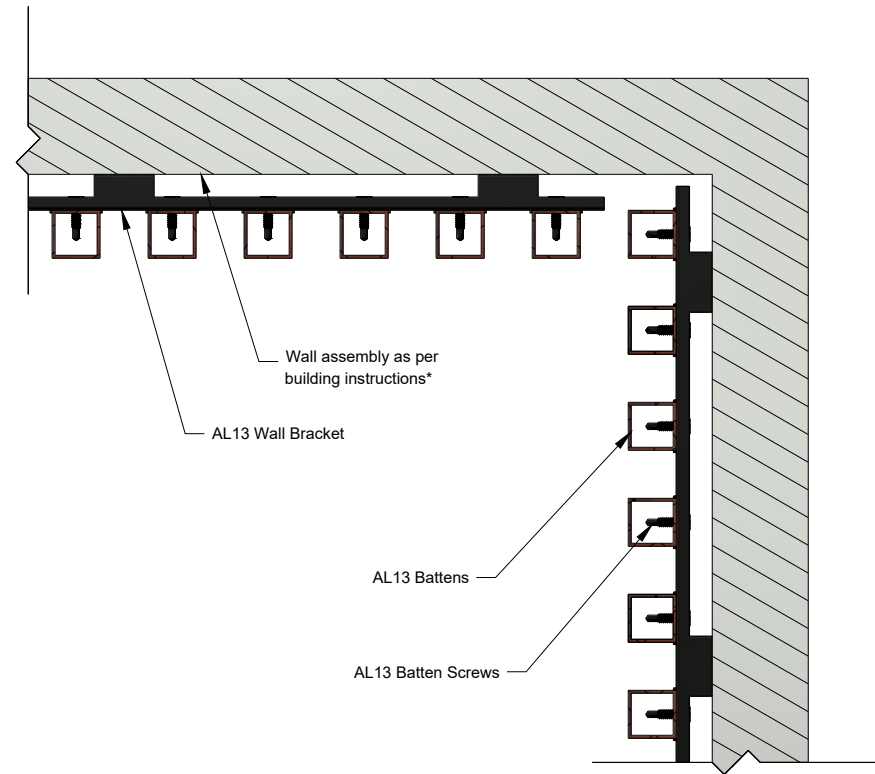 Wall assembly as per
building instructions*
AL13 Wall Bracket
AL13 Battens
AL13 Batten Screws